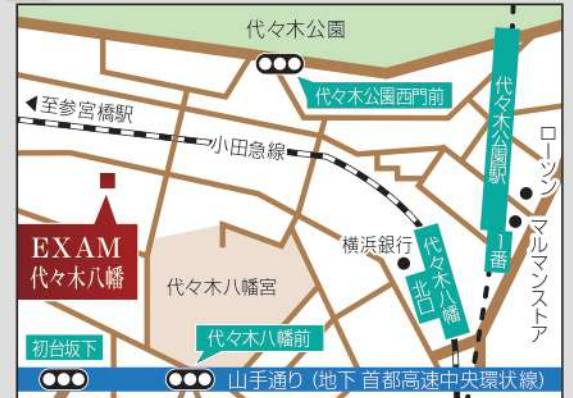 代々木公園
代々木公園西門前
代々木公園駅
1番
ローソン
マルマンストア
至参宮橋駅
小田急線
EXAM
代々木八幡
代々木八幡宮
横浜銀行
代々木八幡
北口
初台坂下
代々木八幡前
山手通り (地下 首都高速中央環状線)